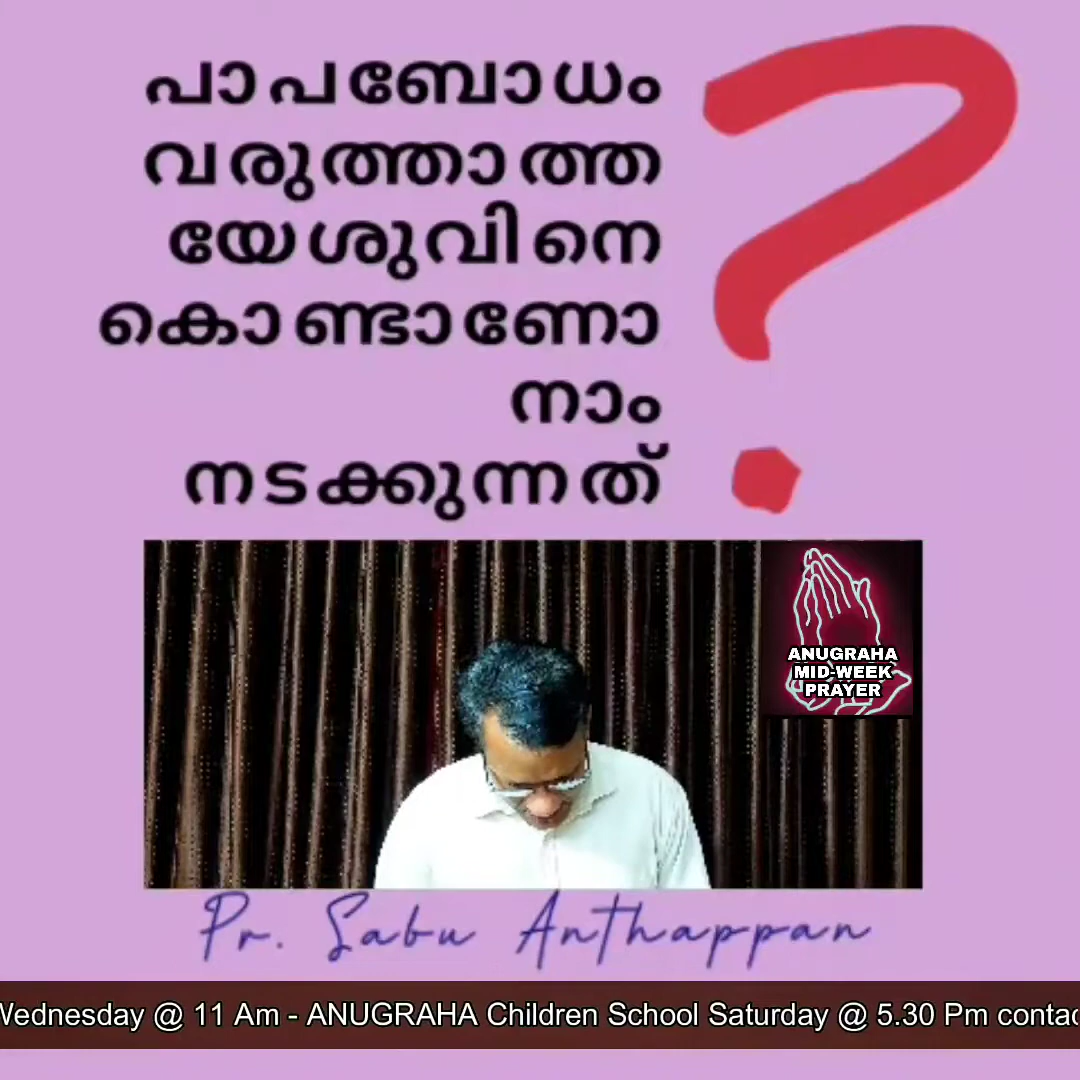 പാപബോധം
വരുത്താത്ത
യേശുവിനെ
കൊണ്ടാണോ
നാം
നടക്കുന്നത്
?
ANUGRAHA
MID-WEEK
PRAYER
Pr. Sabu Anthappan
Wednesday @ 11 Am - ANUGRAHA Children School Saturday @ 5.30 Pm contac